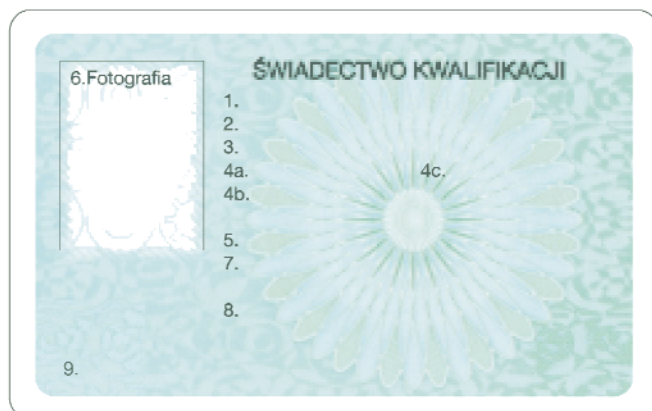 6.Fotografia
ŚWIADECTWO KWALIFIKACJI
1.
2.
3.
4a. 4c.
4b.
5.
7.
8.
9.